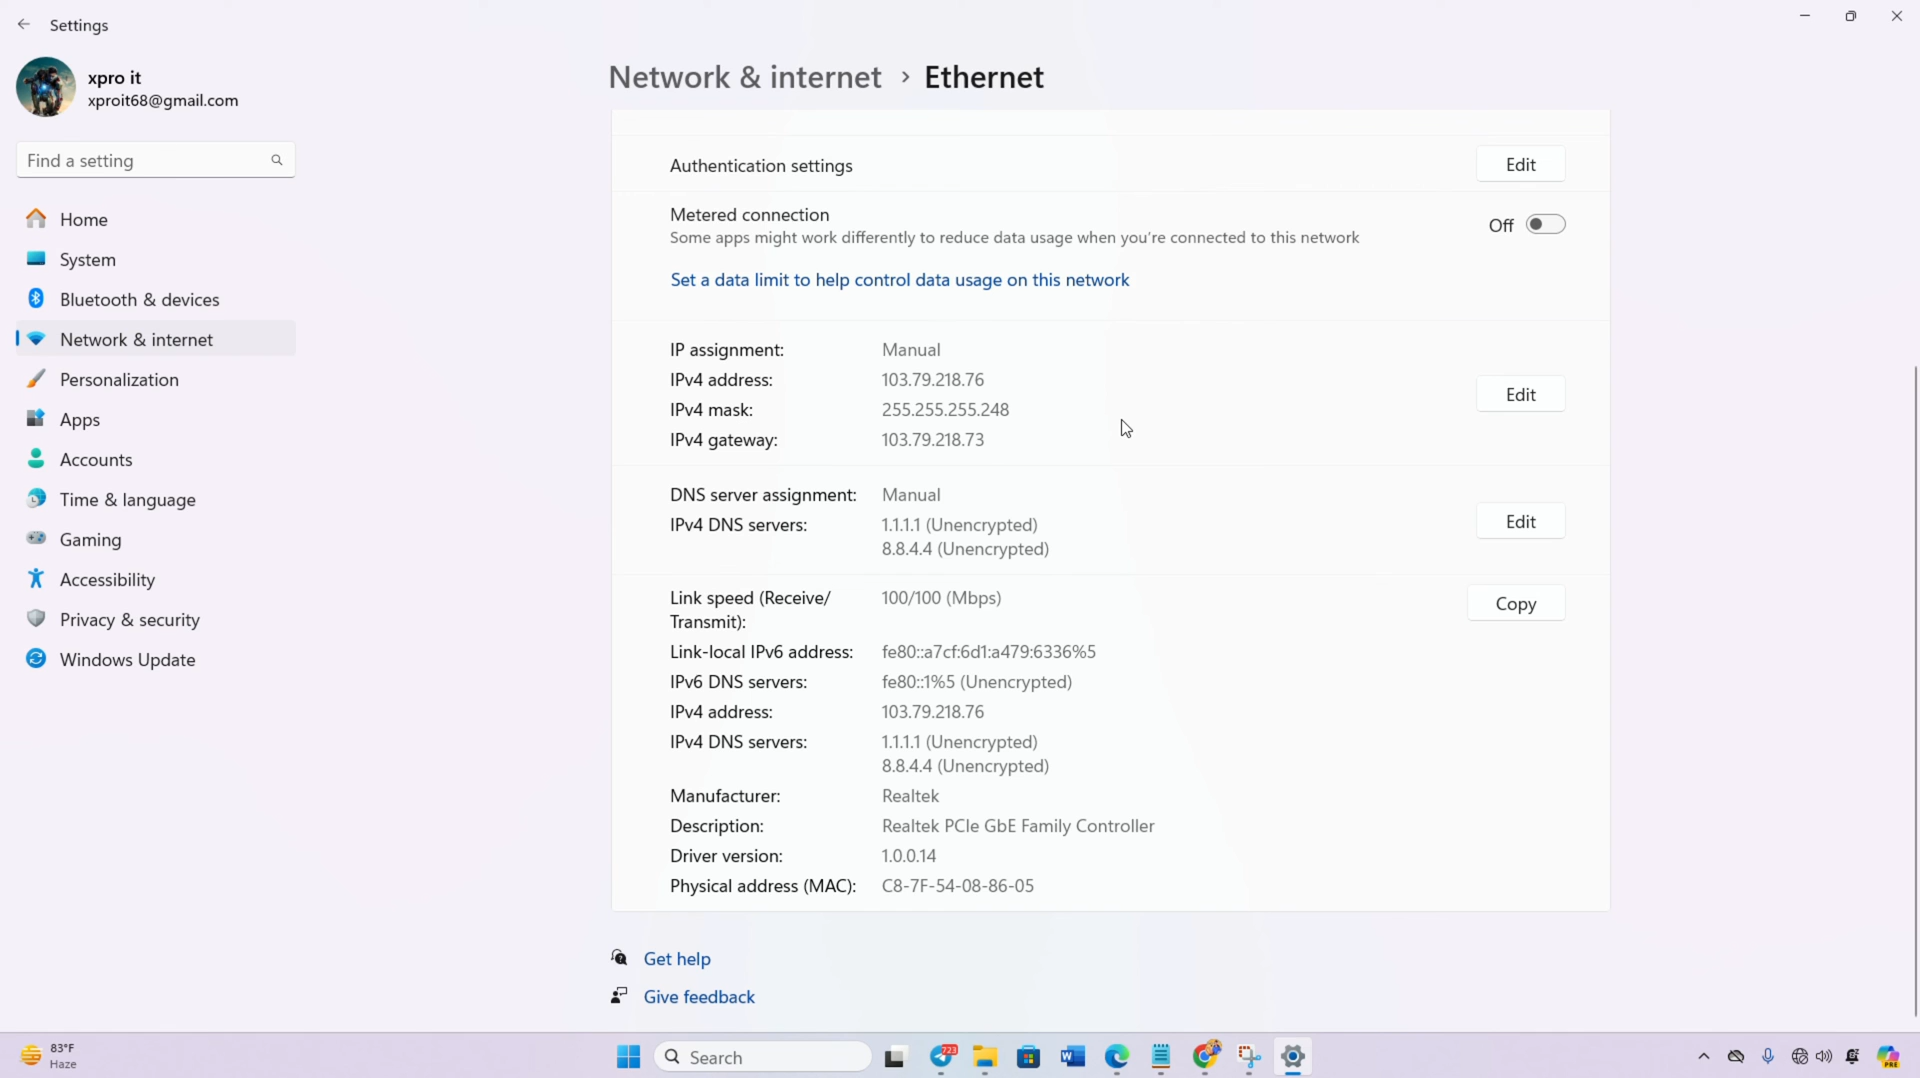 Settings
xpro it
xproit68@gmail.com
Find a setting
Home
System
Bluetooth & devices
Network & internet
Personalization
Apps
Accounts
Time & language
Gaming
Accessibility
Privacy & security
Windows Update
Network & internet > Ethernet
Authentication settings Edit
Metered connection
Some apps might work differently to reduce data usage when you're connected to this network
Off
Set a data limit to help control data usage on this network
IP assignment: Manual
IPv4 address: 103.79.218.76
IPv4 mask: 255.255.255.248
IPv4 gateway: 103.79.218.73
Edit
DNS server assignment: Manual
IPv4 DNS servers: 1.1.1.1 (Unencrypted)
8.8.4.4 (Unencrypted)
Edit
Link speed (Receive/ 100/100 (Mbps)
Transmit):
Copy
Link-local IPv6 address: fe80::a7cf:6d1:a479:6336%5
IPv6 DNS servers: fe80::1%5 (Unencrypted)
IPv4 address: 103.79.218.76
IPv4 DNS servers: 1.1.1.1 (Unencrypted)
8.8.4.4 (Unencrypted)
Manufacturer: Realtek
Description: Realtek PCIe GbE Family Controller
Driver version: 1.0.0.14
Physical address (MAC): C8-7F-54-08-86-05
Get help
Give feedback
83°F
Haze
Search
723
PRE